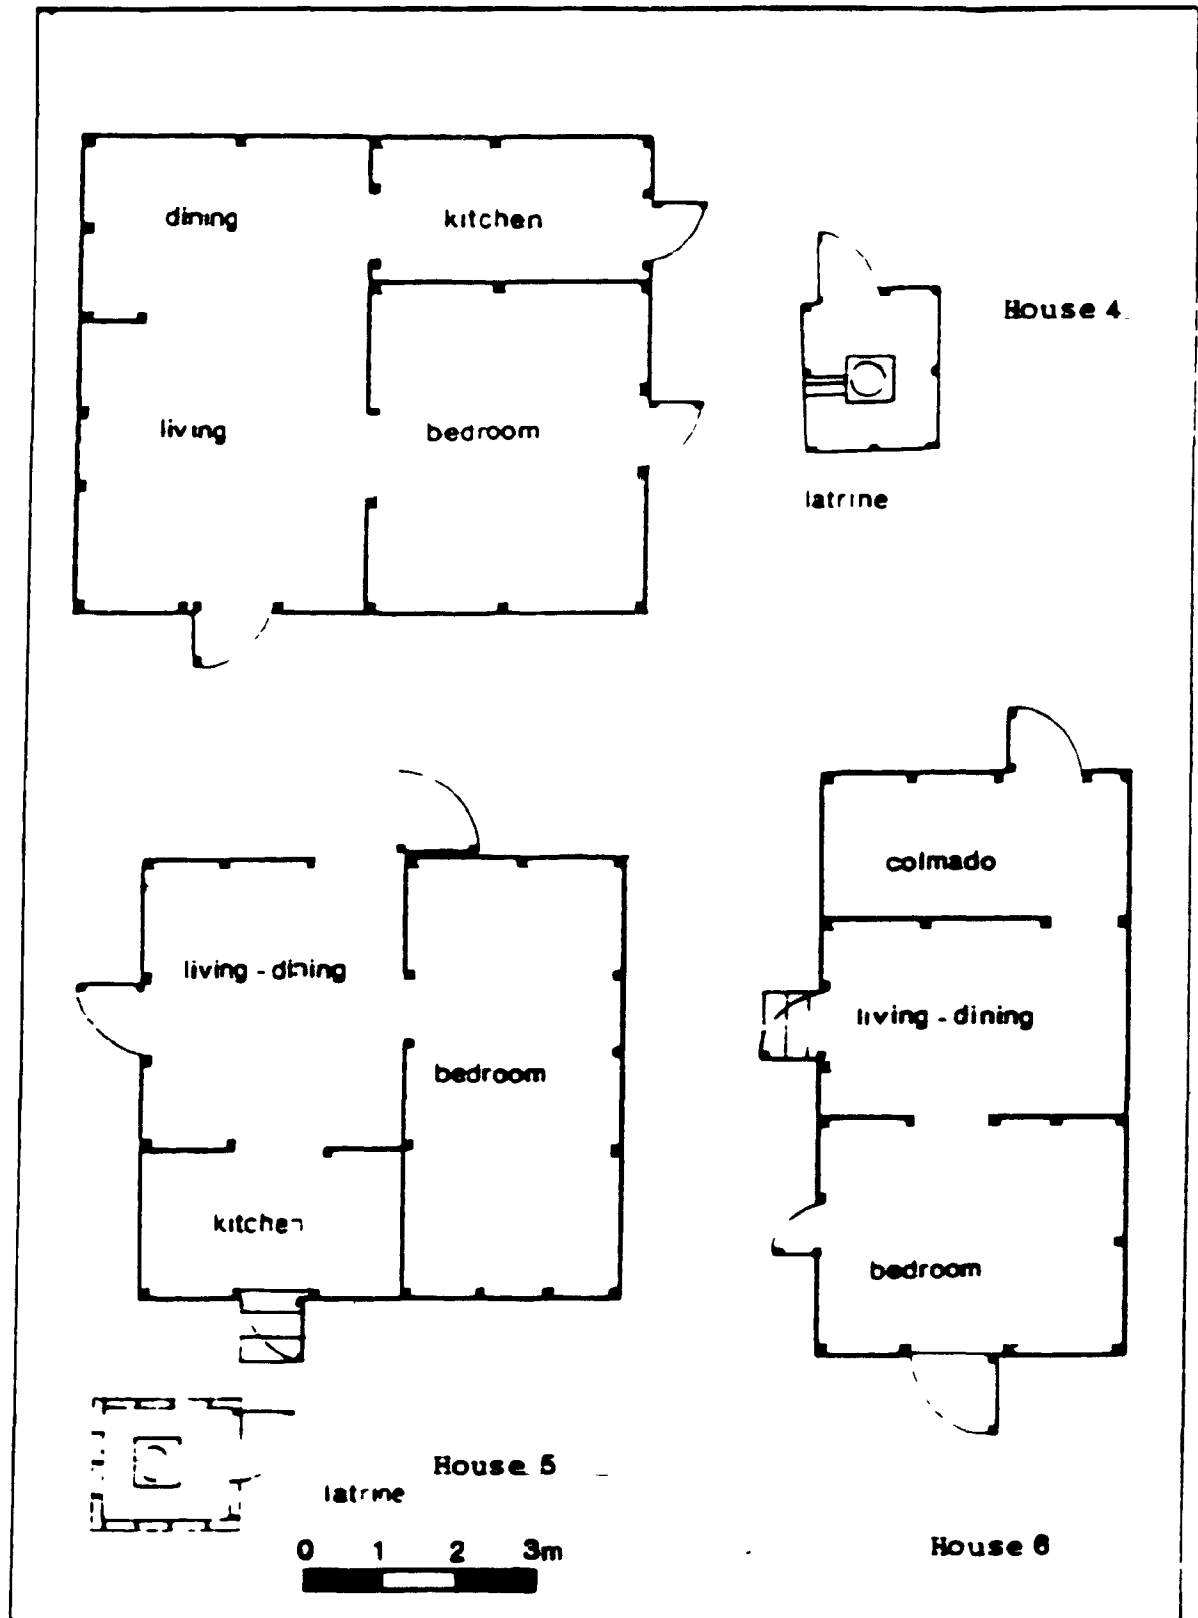 dining
kitchen
House 4
living
bedroom
latrine
colmado
living - dining
living - dining
bedroom
kitchen
bedroom
House 5
latrine
0 1 2 3m
House 6